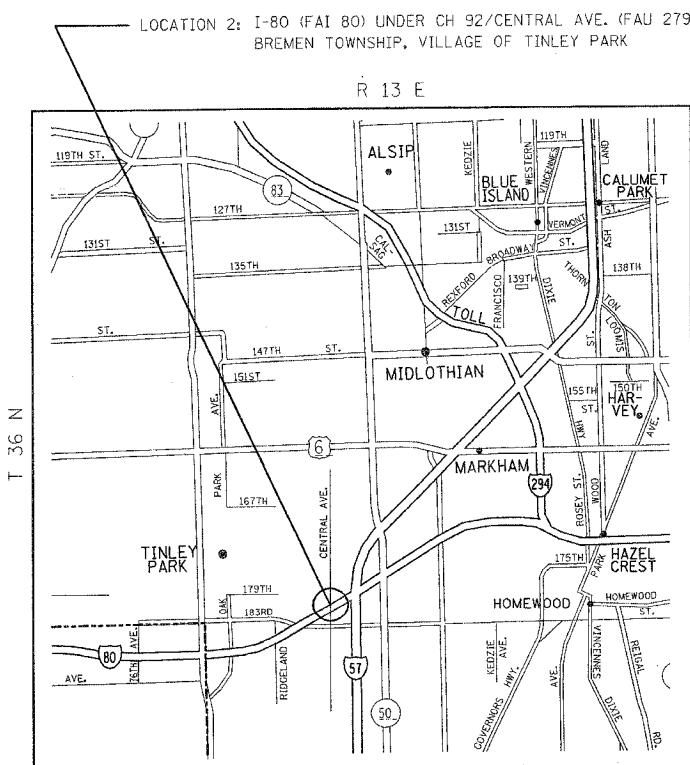 LOCATION 2: I-80 (FAI 80) UNDER CH 92/CENTRAL AVE. (FAU 279
BREMEN TOWNSHIP, VILLAGE OF TINLEY PARK
R 13 E
T 36 N
119TH ST.
ALSIP
KEDZIE
WESTERN
VINCENNES
119TH
LAND
83
BLUE
ISLAND
CALUMET
PARK
127TH
ST.
VERMONT
131ST ST.
CAL-
SAG
131ST
BROADWAY
ST.
ASH
135TH
REXFORD
FRANCISCO
139TH
DIXIE
THORN
138TH
TOLL
TON
LOOMIS
ST.
147TH ST.
ST.
151ST
MIDLOTHIAN
155TH
ST.
150TH
HAR-
VEY
AVE.
HWY
AVE.
6
MARKHAM
PARK
167TH
CENTRAL AVE.
294
ROSEY ST.
WOOD
TINLEY
PARK
175TH
PARK
HAZEL
CREST
179TH
OAK
183RD
HOMEWOOD
HOMEWOOD
ST.
76TH AVE.
80
AVE.
RIDGELAND
57
50
KEDZIE
AVE.
GOVERNORS HWY.
AVE.
VINCENNES
DIXIE
REIGAL
RD.